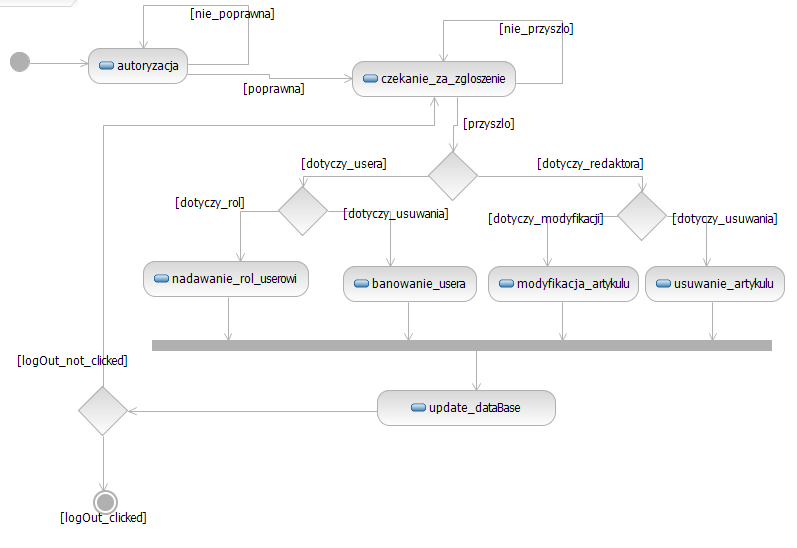 [nie_poprawna]
[nie_przyszlo]
autoryzacja
czekanie_za_zgloszenie
[poprawna]
[przyszlo]
[dotyczy_usera]
[dotyczy_redaktora]
[dotyczy_rol]
[dotyczy_usuwania]
[dotyczy_modyfikacji]
[dotyczy_usuwania]
nadawanie_rol_userowi
banowanie_usera
modyfikacja_artykulu
usuwanie_artykulu
[logOut_not_clicked]
update_dataBase
[logOut_clicked]